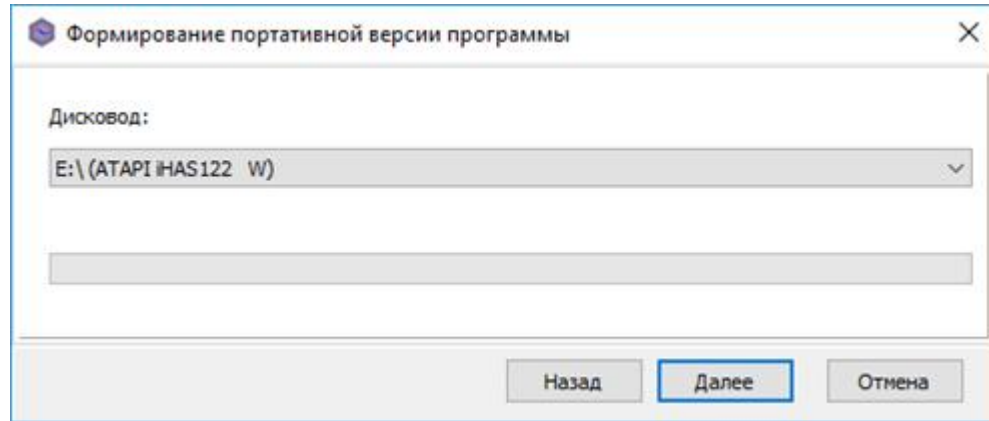 Формирование портативной версии программы
Дисковод:
E:\ (ATAPI iHAS122   W)
Назад
Далее
Отмена